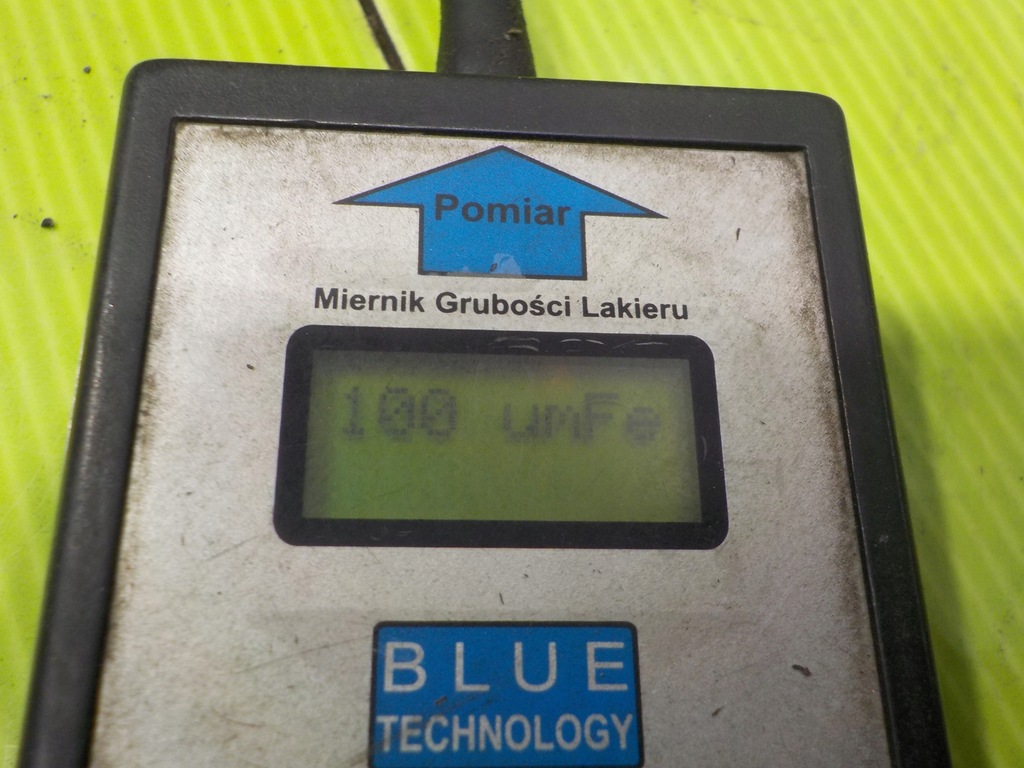 Pomiar
Miernik Grubości Lakieru
100 umFe
BLUE
TECHNOLOGY